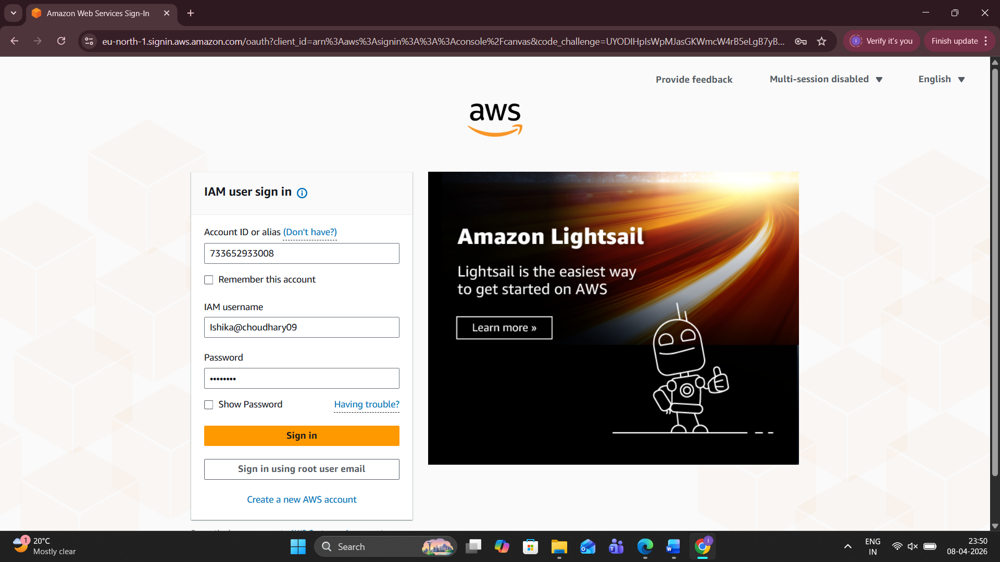 Amazon Web Services Sign-In
eu-north-1.signin.aws.amazon.com/oauth?client_id=arn%3Aaws%3Asignin%3A%3A%3Aconsole%2Fcanvas&code_challenge=UYODIHpIsWpMJasGKWmcW4rB5eLgB7yB...
Verify it's you
Finish update
Provide feedback
Multi-session disabled
English
aws
IAM user sign in
Account ID or alias (Don't have?)
733652933008
Remember this account
IAM username
Ishika@choudhary09
Password
••••••••
Show Password
Having trouble?
Sign in
Sign in using root user email
Create a new AWS account
Amazon Lightsail
Lightsail is the easiest way
to get started on AWS
Learn more »
1
20°C
Mostly clear
Search
ENG
IN
23:50
08-04-2026